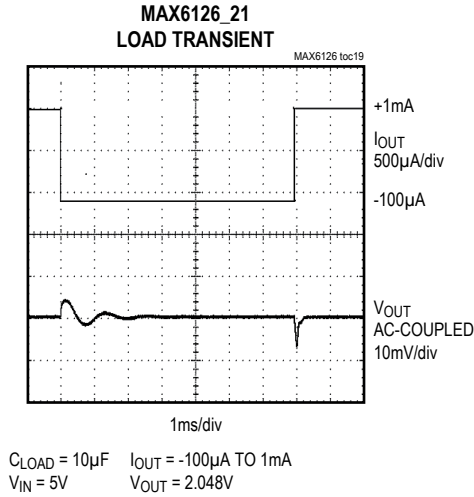 MAX6126_21
LOAD TRANSIENT
MAX6126 toc19
+1mA
IOUT
500µA/div
-100µA
VOUT
AC-COUPLED
10mV/div
1ms/div
CLOAD = 10µF IOUT = -100µA TO 1mA
VIN = 5V VOUT = 2.048V